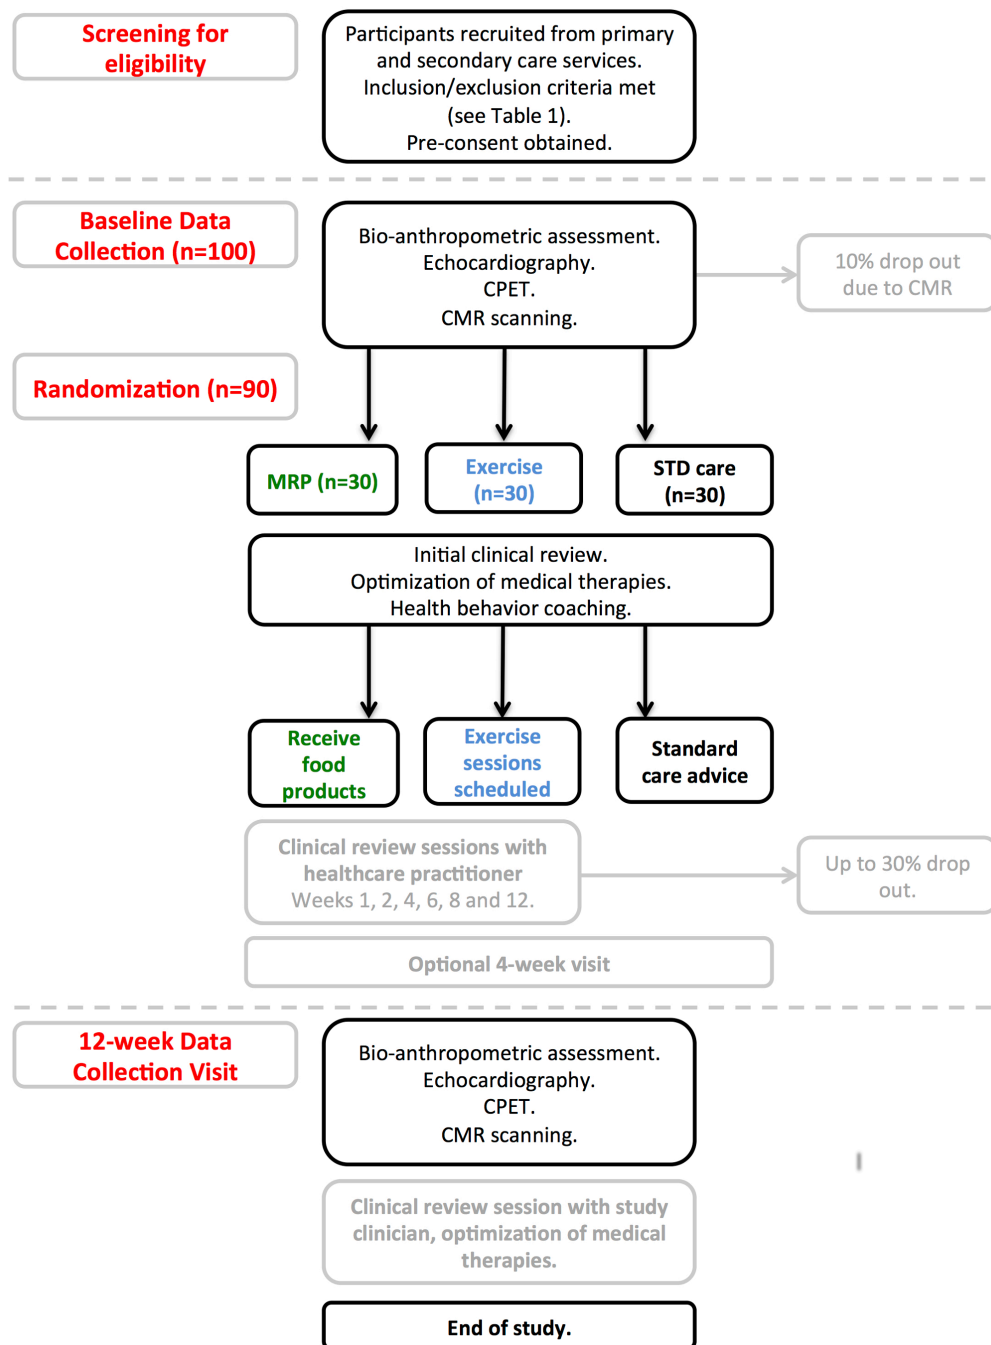 Screening for
eligibility
Participants recruited from primary
and secondary care services.
Inclusion/exclusion criteria met
(see Table 1).
Pre-consent obtained.
Baseline Data
Collection (n=100)
Bio-anthropometric assessment.
Echocardiography.
CPET.
CMR scanning.
10% drop out
due to CMR
Randomization (n=90)
MRP (n=30)
Exercise
(n=30)
STD care
(n=30)
Initial clinical review.
Optimization of medical therapies.
Health behavior coaching.
Receive
food
products
Exercise
sessions
scheduled
Standard
care advice
Clinical review sessions with
healthcare practitioner
Weeks 1, 2, 4, 6, 8 and 12.
Up to 30% drop
out.
Optional 4-week visit
12-week Data
Collection Visit
Bio-anthropometric assessment.
Echocardiography.
CPET.
CMR scanning.
Clinical review session with study
clinician, optimization of medical
therapies.
End of study.